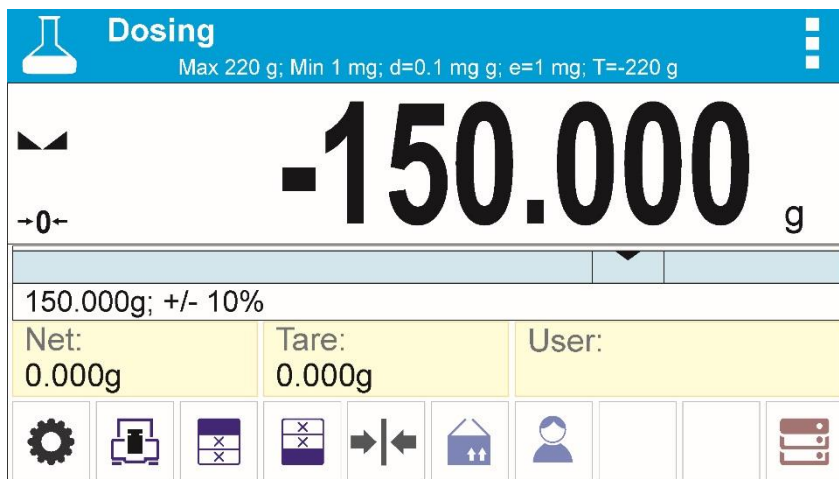 Dosing
Max 220 g; Min 1 mg; d=0.1 mg g; e=1 mg; T=-220 g
-150.000 g
→0←
150.000g; +/- 10%
Net: Tare: User:
0.000g 0.000g